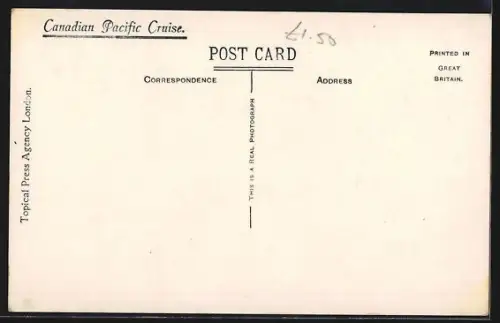 Canadian Pacific Cruise.
£1.50
POST CARD
PRINTED IN
GREAT
BRITAIN.
CORRESPONDENCE
ADDRESS
THIS IS A REAL PHOTOGRAPH
Topical Press Agency London.